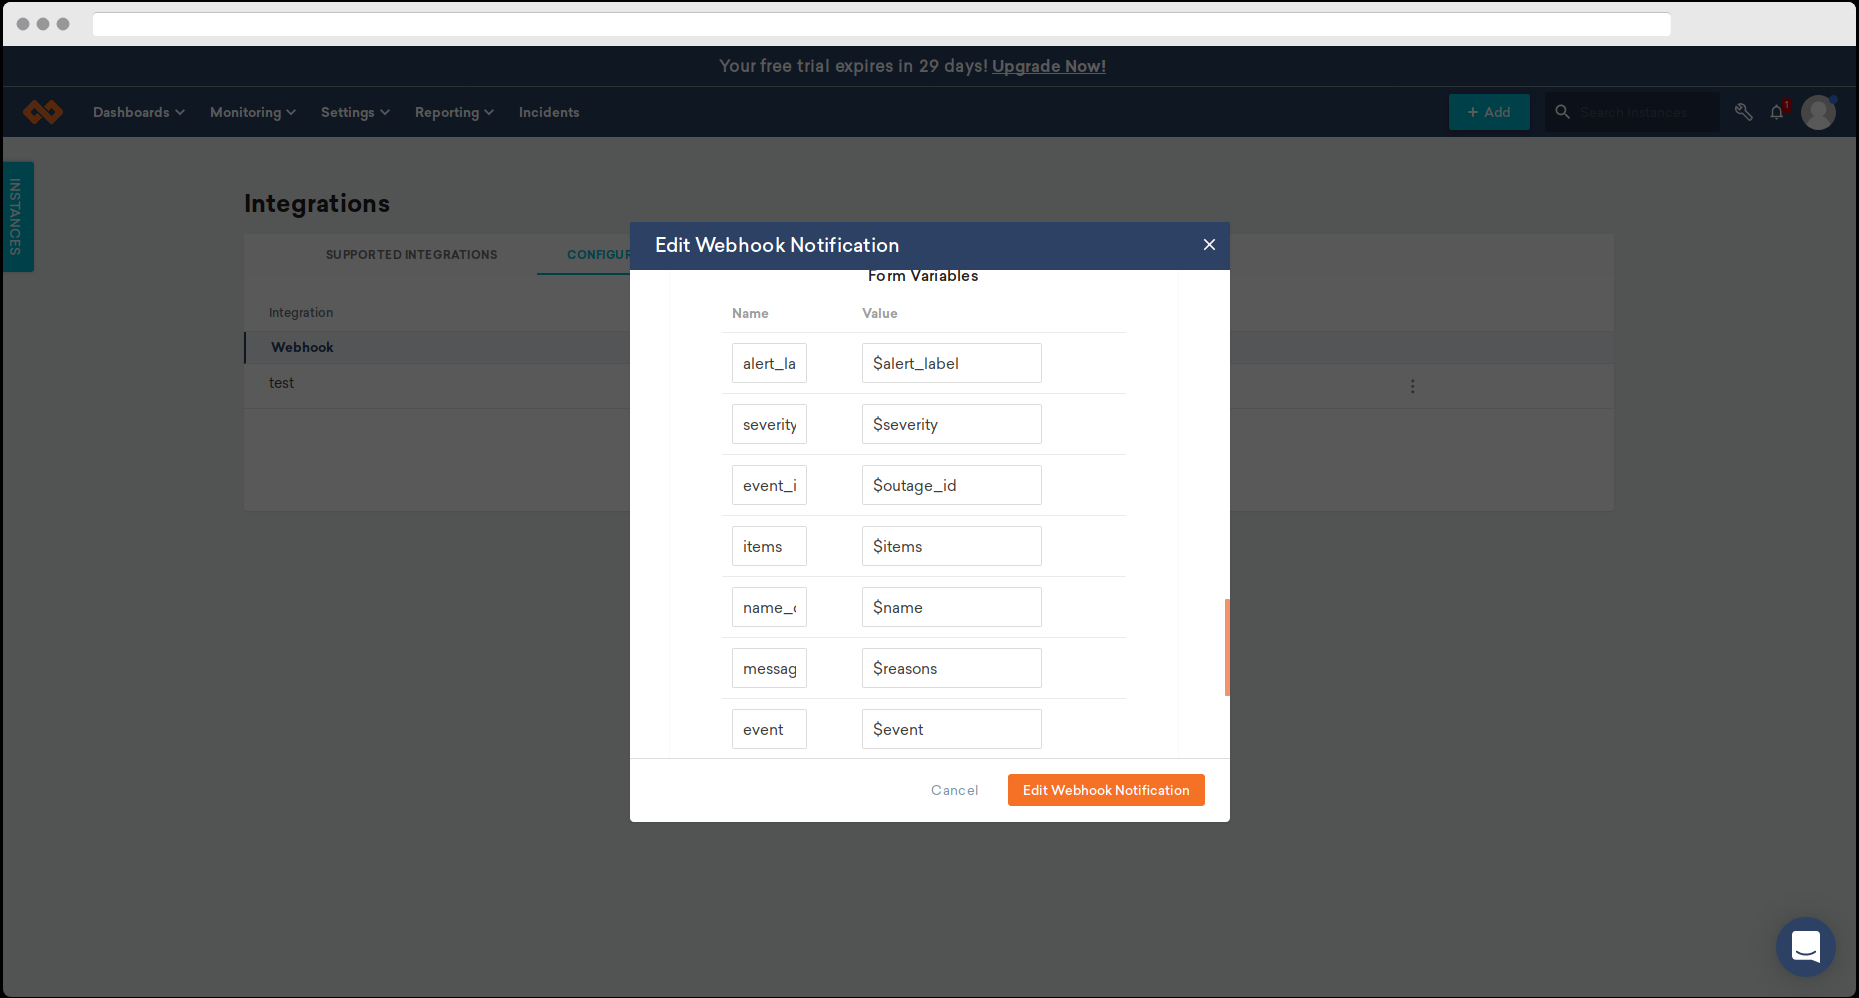 Your free trial expires in 29 days! Upgrade Now!
Dashboards Monitoring Settings Reporting Incidents + Add Search Instances 1
INSTANCES
Integrations
SUPPORTED INTEGRATIONS CONFIGUR
Integration
Webhook
test
Edit Webhook Notification
Form Variables
Name Value
alert_la $alert_label
severity $severity
event_i $outage_id
items $items
name_ $name
messag $reasons
event $event
Cancel Edit Webhook Notification